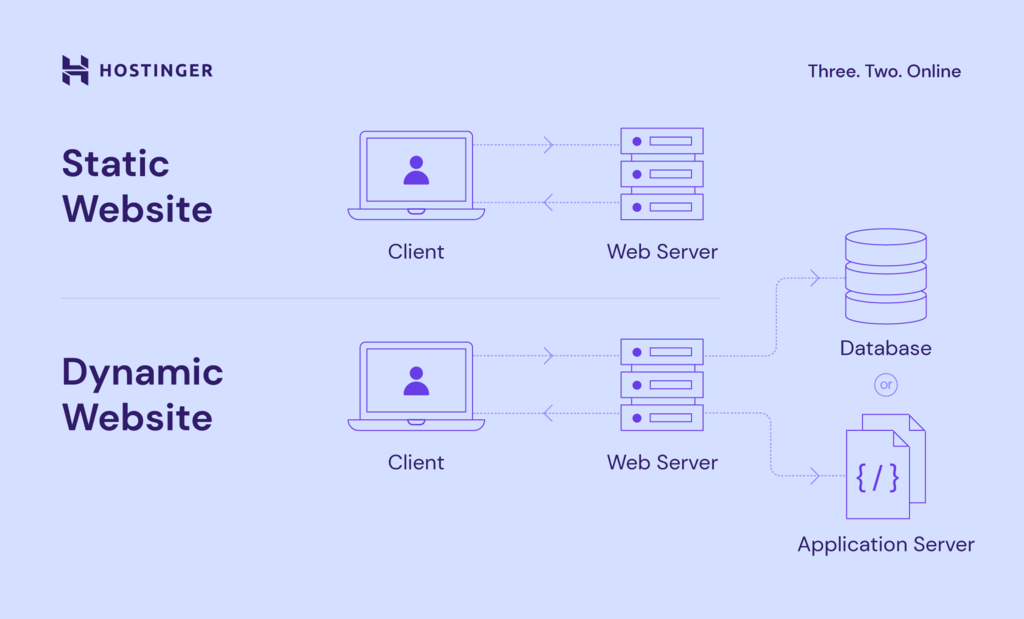 HOSTINGER
Three. Two. Online
Static
Website
Client
Web Server
Database
or
Dynamic
Website
Client
Web Server
{/}
Application Server